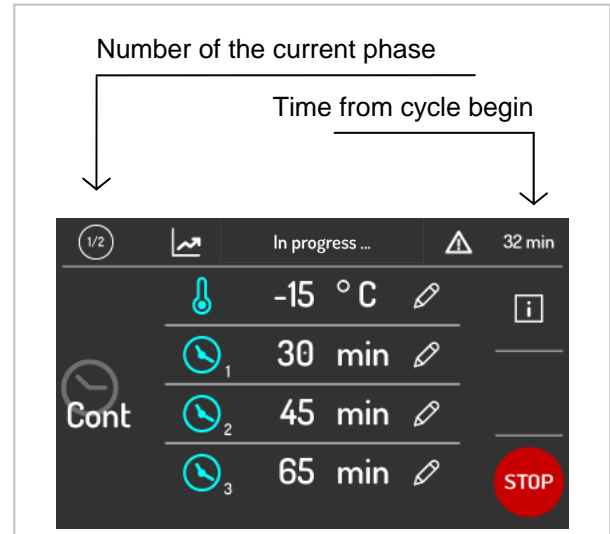 Number of the current phase
Time from cycle begin
1/2 In progress ... 32 min
-15 °C
i
1 30 min
Cont
2 45 min
3 65 min
STOP